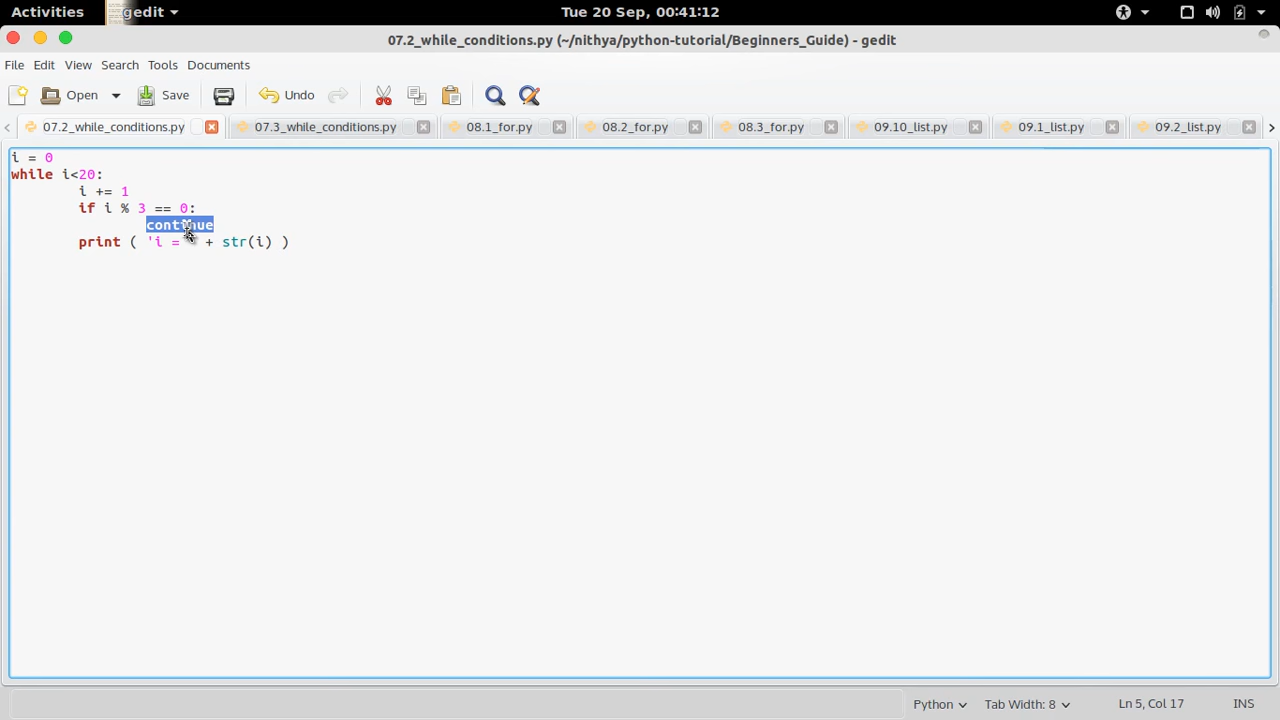 Activities gedit Tue 20 Sep, 00:41:12
07.2_while_conditions.py (~/nithya/python-tutorial/Beginners_Guide) - gedit
File Edit View Search Tools Documents
Open Save Undo
07.2_while_conditions.py 07.3_while_conditions.py 08.1_for.py 08.2_for.py 08.3_for.py 09.10_list.py 09.1_list.py 09.2_list.py
i = 0
while i<20:
i += 1
if i % 3 == 0:
continue
print ( 'i = ' + str(i) )
Python Tab Width: 8 Ln 5, Col 17 INS